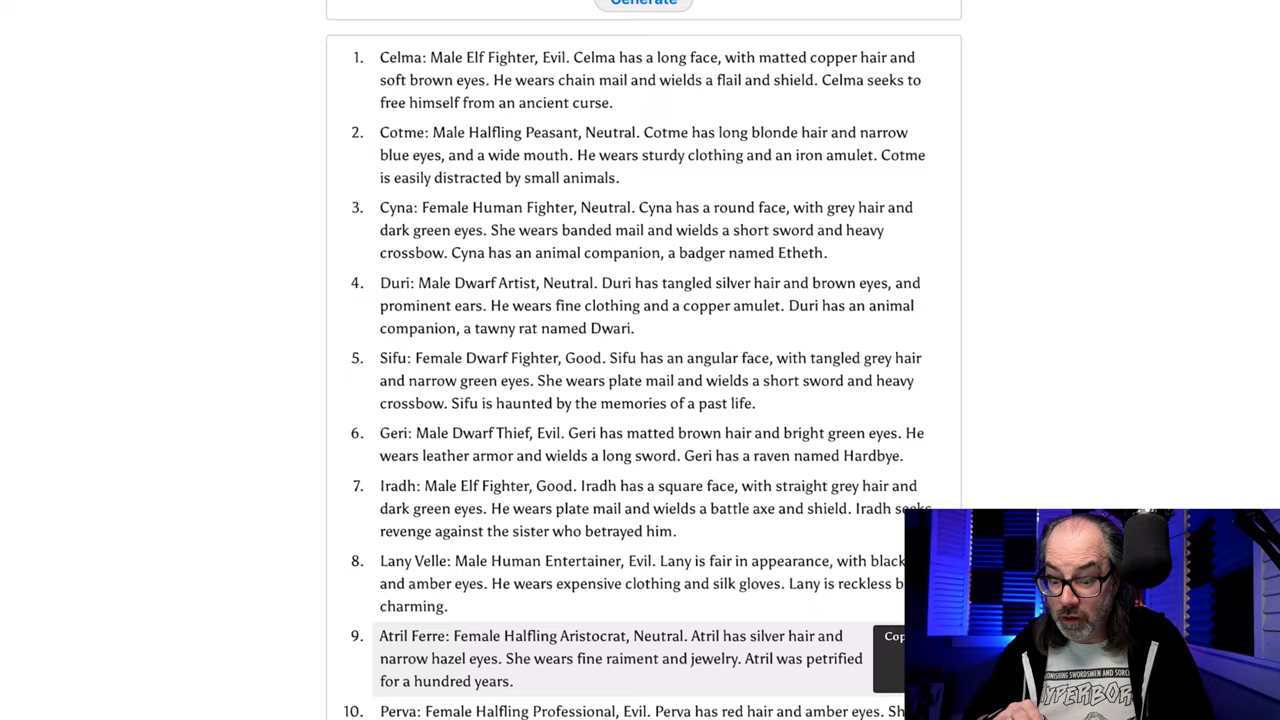 Generate
1. Celma: Male Elf Fighter, Evil. Celma has a long face, with matted copper hair and
soft brown eyes. He wears chain mail and wields a flail and shield. Celma seeks to
free himself from an ancient curse.
2. Cotme: Male Halfling Peasant, Neutral. Cotme has long blonde hair and narrow
blue eyes, and a wide mouth. He wears sturdy clothing and an iron amulet. Cotme
is easily distracted by small animals.
3. Cyna: Female Human Fighter, Neutral. Cyna has a round face, with grey hair and
dark green eyes. She wears banded mail and wields a short sword and heavy
crossbow. Cyna has an animal companion, a badger named Etheth.
4. Duri: Male Dwarf Artist, Neutral. Duri has tangled silver hair and brown eyes, and
prominent ears. He wears fine clothing and a copper amulet. Duri has an animal
companion, a tawny rat named Dwari.
5. Sifu: Female Dwarf Fighter, Good. Sifu has an angular face, with tangled grey hair
and narrow green eyes. She wears plate mail and wields a short sword and heavy
crossbow. Sifu is haunted by the memories of a past life.
6. Geri: Male Dwarf Thief, Evil. Geri has matted brown hair and bright green eyes. He
wears leather armor and wields a long sword. Geri has a raven named Hardbye.
7. Iradh: Male Elf Fighter, Good. Iradh has a square face, with straight grey hair and
dark green eyes. He wears plate mail and wields a battle axe and shield. Iradh seeks
revenge against the sister who betrayed him.
8. Lany Velle: Male Human Entertainer, Evil. Lany is fair in appearance, with black
and amber eyes. He wears expensive clothing and silk gloves. Lany is reckless b
charming.
9. Atril Ferre: Female Halfling Aristocrat, Neutral. Atril has silver hair and
Cop
narrow hazel eyes. She wears fine raiment and jewelry. Atril was petrified
for a hundred years.
10. Perva: Female Halfling Professional, Evil. Perva has red hair and amber eyes. Sh
SWORDSMEN AND
HYPERBOR